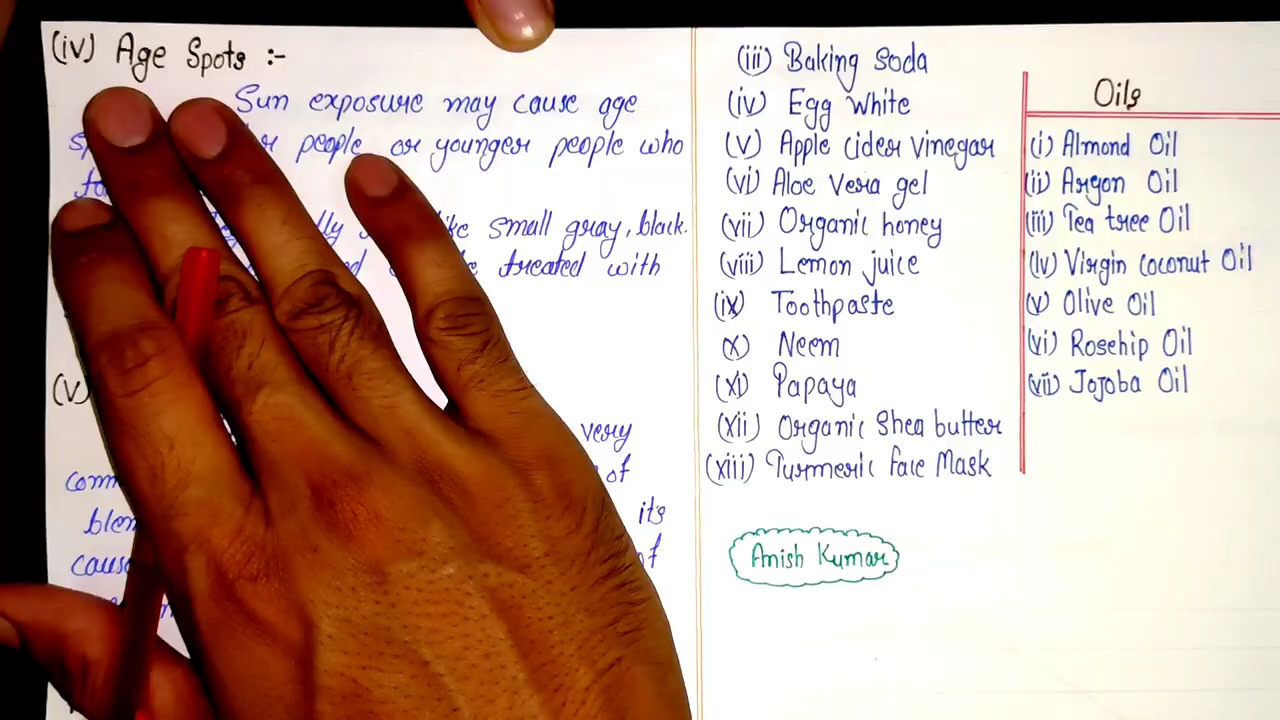 (iv) Age Spots :-
Sun exposure may cause age
people or younger people who
small gray, black.
treated with
(v)
very
of
its
of
(iii) Baking soda
(iv) Egg white
(v) Apple cider vinegar
(vi) Aloe vera gel
(vii) Organic honey
(viii) Lemon juice
(ix) Toothpaste
(x) Neem
(xi) Papaya
(xii) Organic Shea butter
(xiii) Turmeric face Mask
Anish Kumar
Oils
(i) Almond Oil
(ii) Argon Oil
(iii) Tea tree Oil
(iv) Virgin coconut Oil
(v) Olive Oil
(vi) Rosehip Oil
(vii) Jojoba Oil